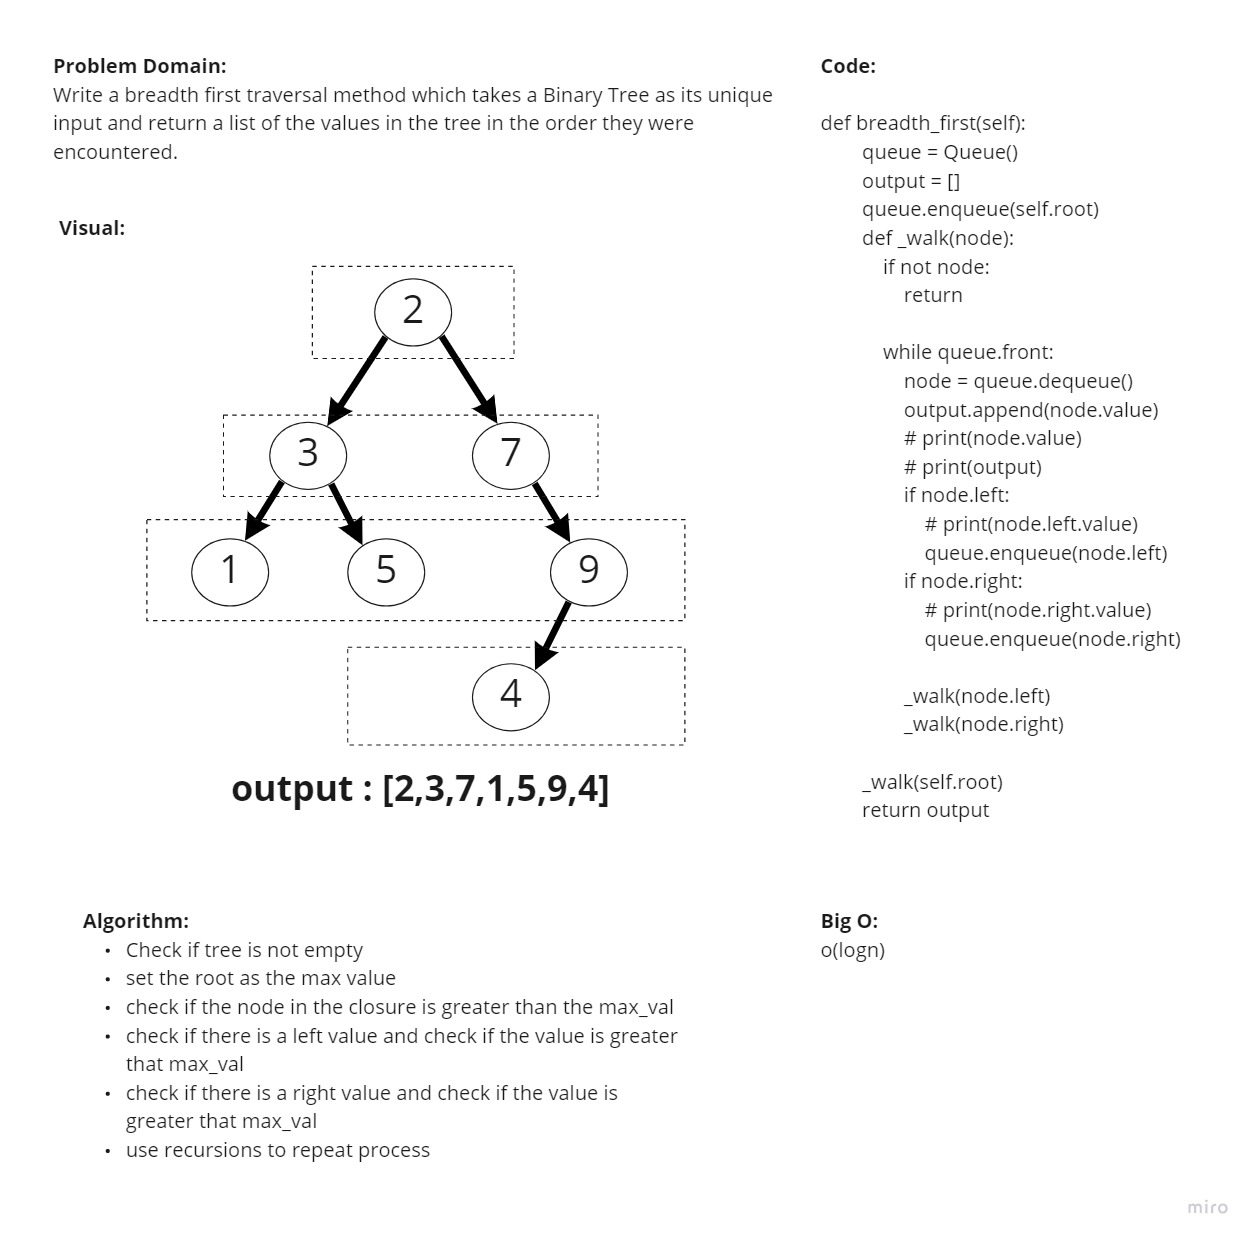 Problem Domain:
Write a breadth first traversal method which takes a Binary Tree as its unique
input and return a list of the values in the tree in the order they were
encountered.
Visual:
2
3
7
1
5
9
4
output : [2,3,7,1,5,9,4]
Algorithm:
• Check if tree is not empty
• set the root as the max value
• check if the node in the closure is greater than the max_val
• check if there is a left value and check if the value is greater
that max_val
• check if there is a right value and check if the value is
greater that max_val
• use recursions to repeat process
Code:
def breadth_first(self):
queue = Queue()
output = []
queue.enqueue(self.root)
def _walk(node):
if not node:
return
while queue.front:
node = queue.dequeue()
output.append(node.value)
# print(node.value)
# print(output)
if node.left:
# print(node.left.value)
queue.enqueue(node.left)
if node.right:
# print(node.right.value)
queue.enqueue(node.right)
_walk(node.left)
_walk(node.right)
_walk(self.root)
return output
Big O:
o(logn)
miro